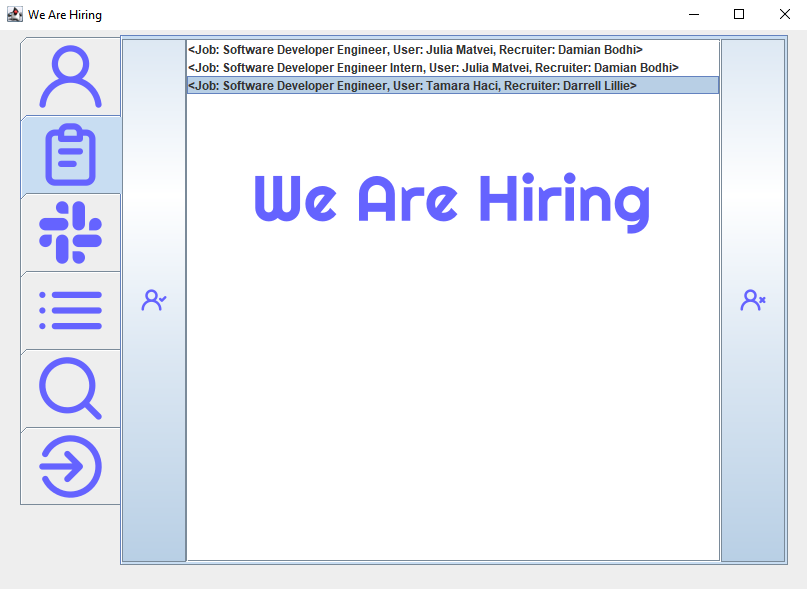 We Are Hiring
<Job: Software Developer Engineer, User: Julia Matvei, Recruiter: Damian Bodhi>
<Job: Software Developer Engineer Intern, User: Julia Matvei, Recruiter: Damian Bodhi>
<Job: Software Developer Engineer, User: Tamara Haci, Recruiter: Darrell Lillie>
We Are Hiring